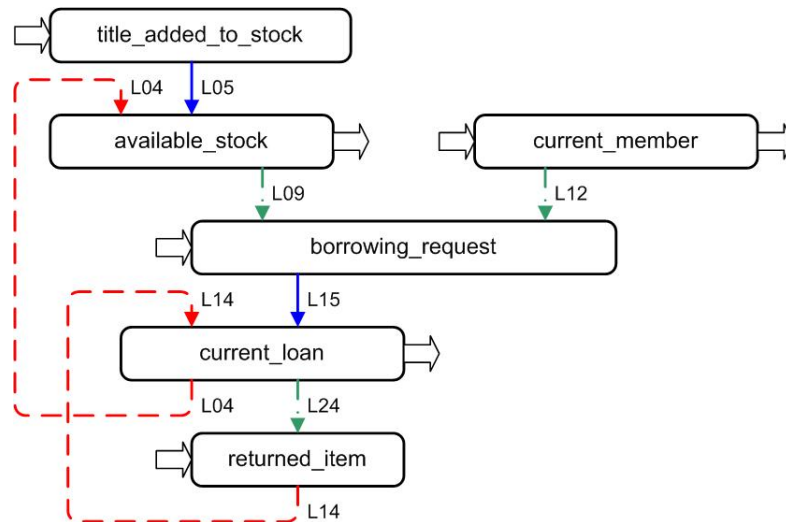 title_added_to_stock
L04
L05
available_stock
current_member
L09
L12
borrowing_request
L14
L15
current_loan
L04
L24
returned_item
L14